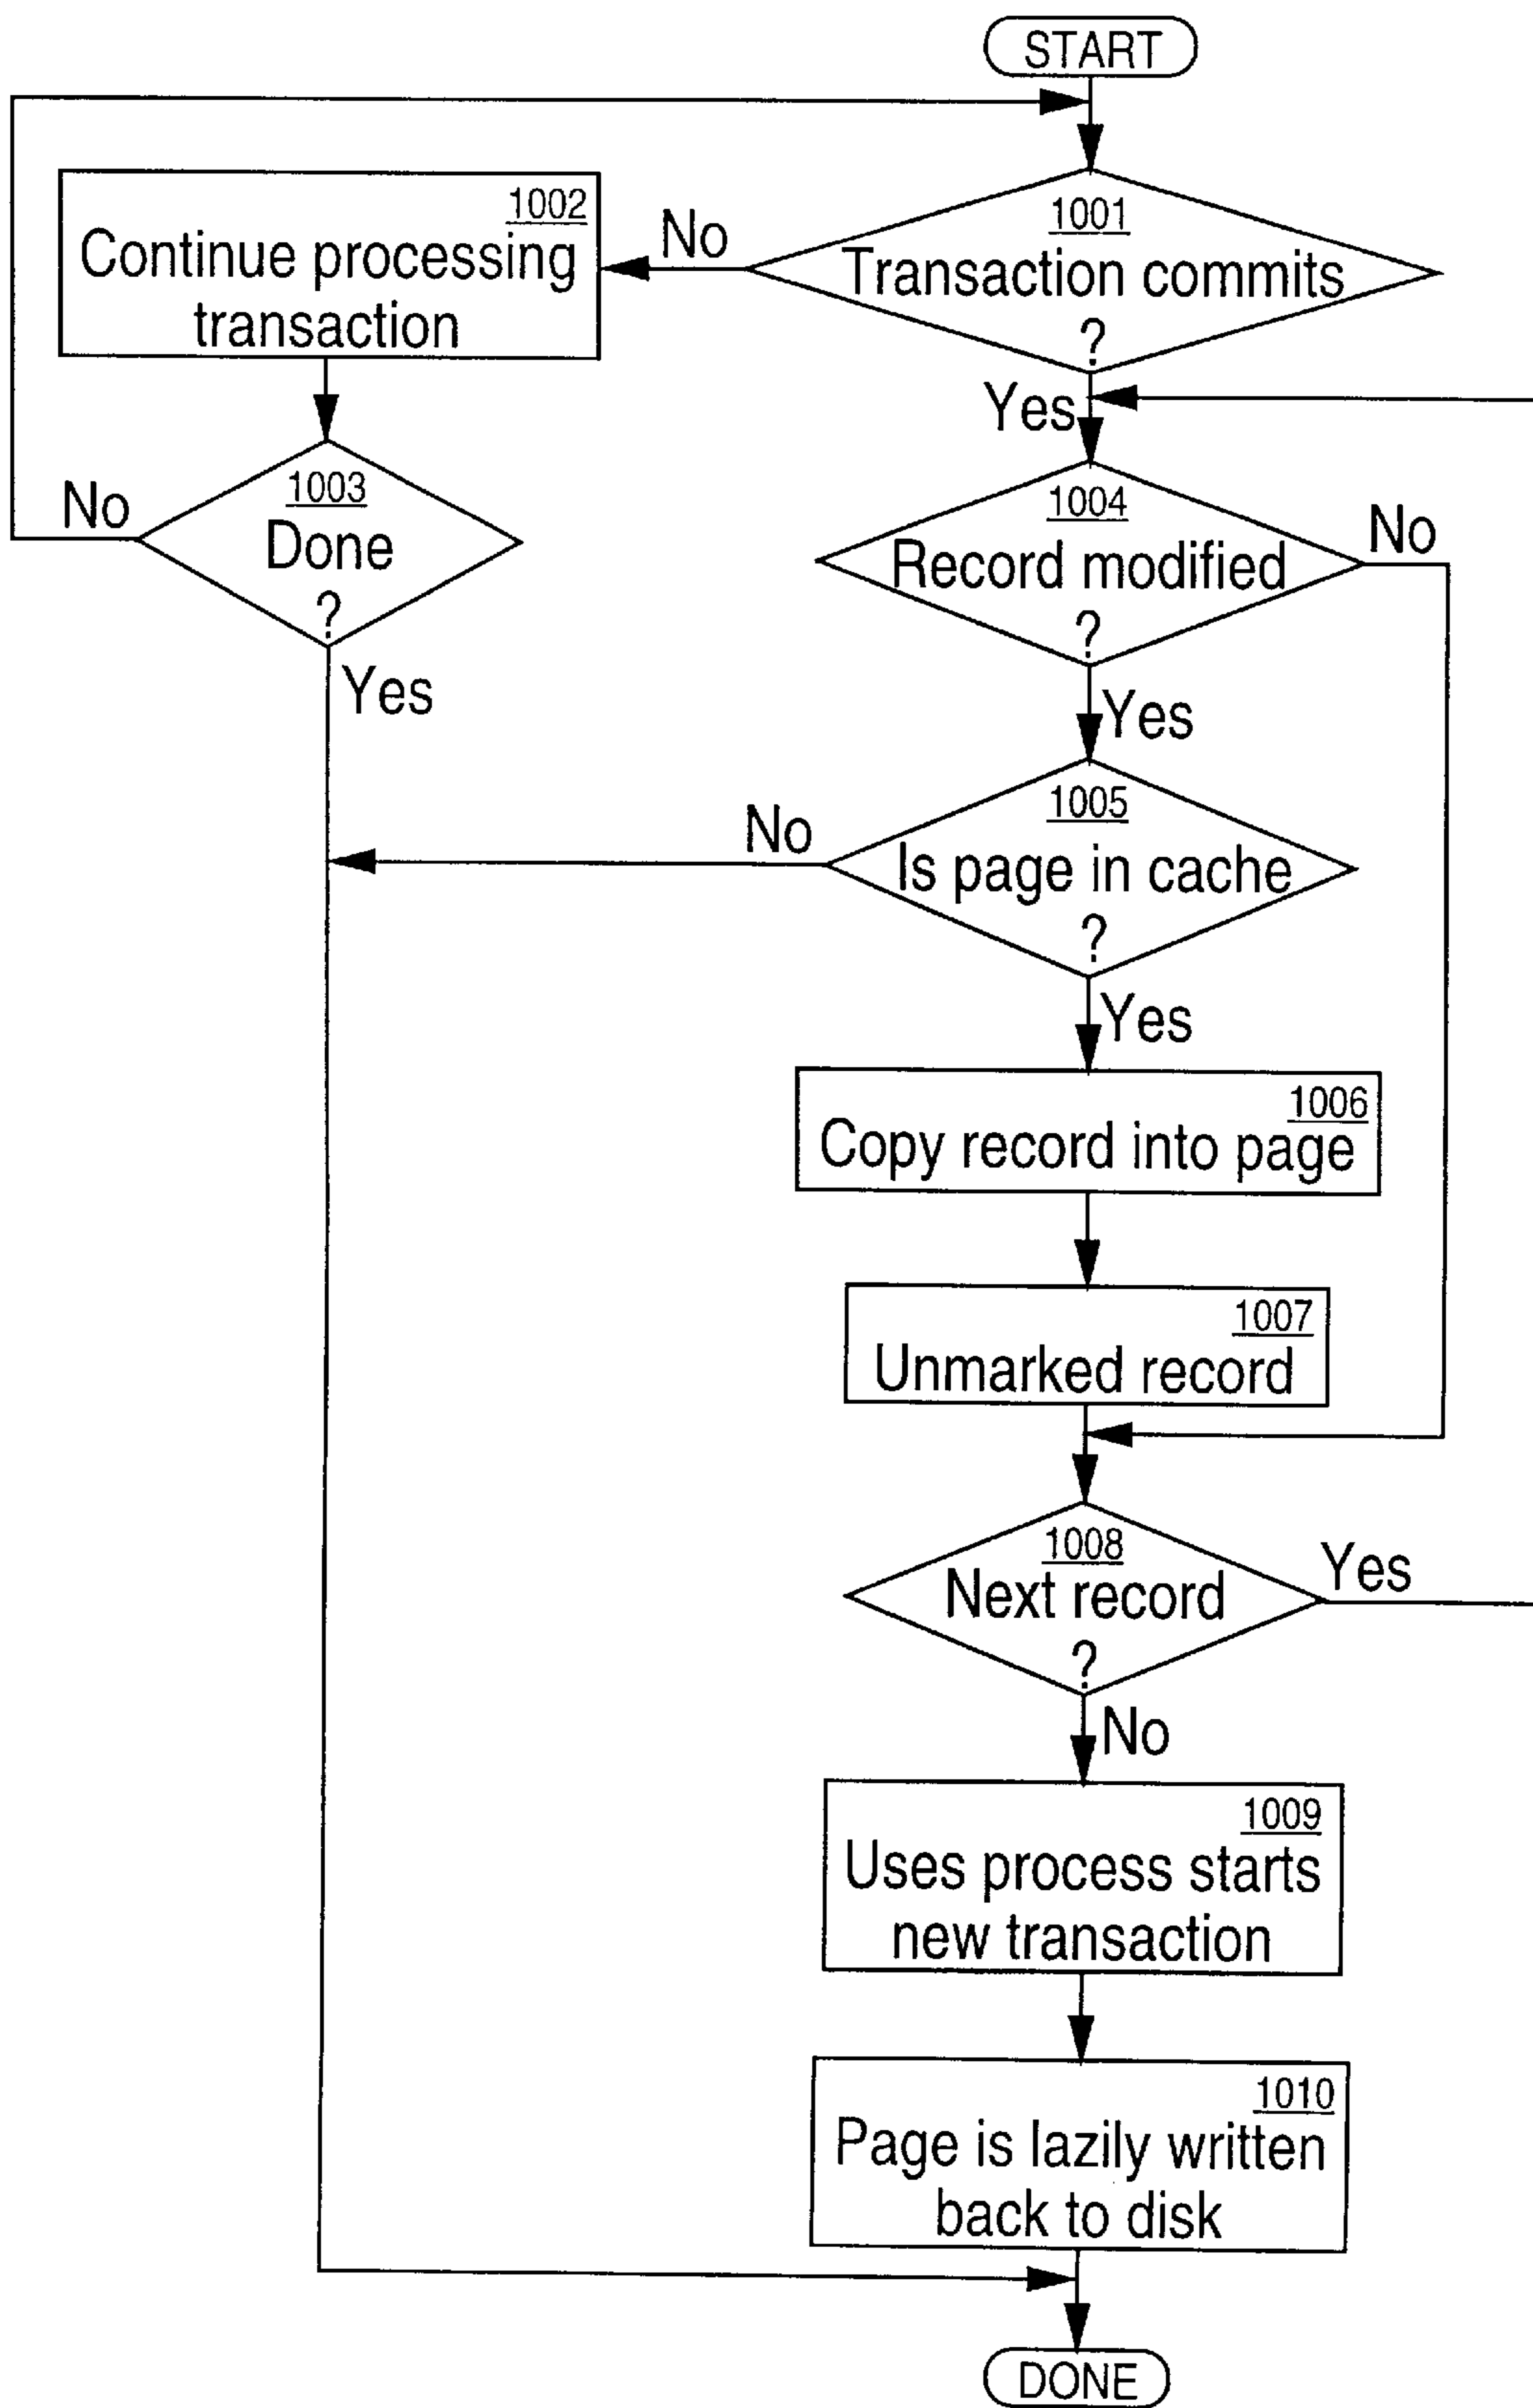 START
1002
Continue processing
transaction
No
1001
Transaction commits
?
Yes
1003
Done
?
No
Yes
1004
Record modified
?
No
Yes
1005
Is page in cache
?
No
Yes
1006
Copy record into page
1007
Unmarked record
1008
Next record
?
Yes
No
1009
Uses process starts
new transaction
1010
Page is lazily written
back to disk
DONE